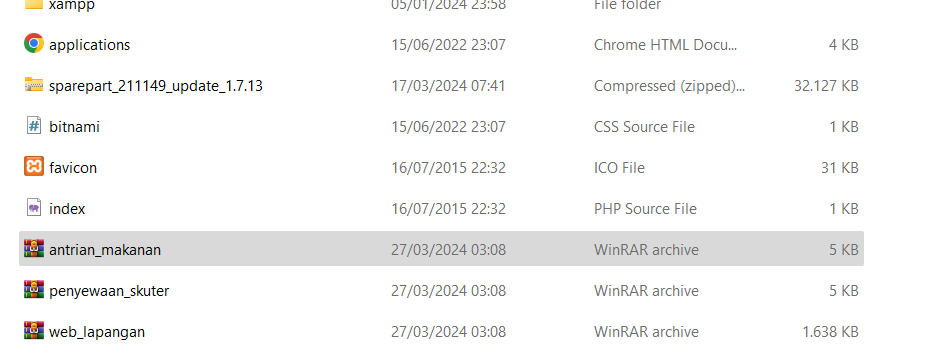 xampp 05/01/2024 23:58 File folder
applications 15/06/2022 23:07 Chrome HTML Docu... 4 KB
sparepart_211149_update_1.7.13 17/03/2024 07:41 Compressed (zipped)... 32.127 KB
bitnami 15/06/2022 23:07 CSS Source File 1 KB
favicon 16/07/2015 22:32 ICO File 31 KB
index 16/07/2015 22:32 PHP Source File 1 KB
antrian_makanan 27/03/2024 03:08 WinRAR archive 5 KB
penyewaan_skuter 27/03/2024 03:08 WinRAR archive 5 KB
web_lapangan 27/03/2024 03:08 WinRAR archive 1.638 KB